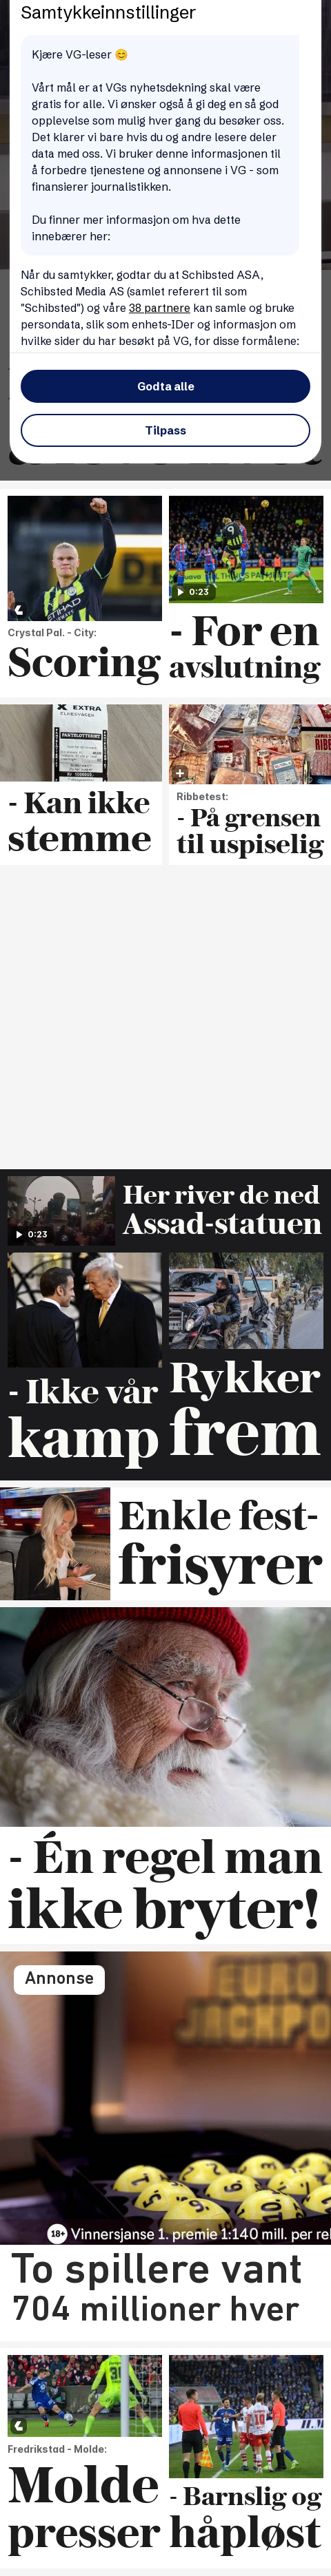 Samtykkeinnstillinger
Kjære VG-leser 😊
Vårt mål er at VGs nyhetsdekning skal være
gratis for alle. Vi ønsker også å gi deg en så god
opplevelse som mulig hver gang du besøker oss.
Det klarer vi bare hvis du og andre lesere deler
data med oss. Vi bruker denne informasjonen til
å forbedre tjenestene og annonsene i VG - som
finansierer journalistikken.
Du finner mer informasjon om hva dette
innebærer her:
Når du samtykker, godtar du at Schibsted ASA,
Schibsted Media AS (samlet referert til som
"Schibsted") og våre 38 partnere kan samle og bruke
persondata, slik som enhets-IDer og informasjon om
hvilke sider du har besøkt på VG, for disse formålene:
Godta alle
Tilpass
Crystal Pal. - City:
Scoring
0:23
- For en
avslutning
EXTRA
PANTELOTTERIET
- Kan ikke
stemme
Ribbetest:
- På grensen
til uspiselig
0:23
Her river de ned
Assad-statuen
- Ikke vår
kamp
Rykker
frem
Enkle fest-
frisyrer
- Én regel man
ikke bryter!
Annonse
JACKPOT
18+ Vinnersjanse 1. premie 1:140 mill. per re
To spillere vant
704 millioner hver
Fredrikstad - Molde:
Molde
presser
- Barnslig og
håpløst